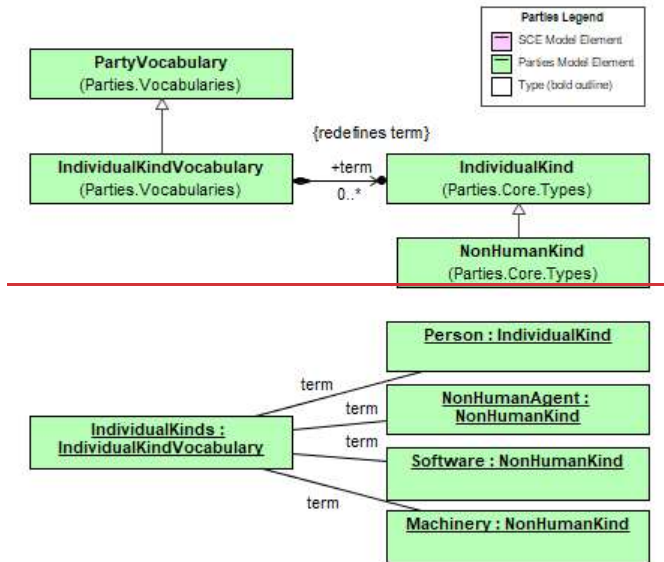 Parties Legend
SCE Model Element
Parties Model Element
Type (bold outline)
PartyVocabulary
(Parties.Vocabularies)
{redefines term}
IndividualKindVocabulary
(Parties.Vocabularies)
+term
0..*
IndividualKind
(Parties.Core.Types)
NonHumanKind
(Parties.Core.Types)
Person : IndividualKind
term
NonHumanAgent :
NonHumanKind
term
IndividualKinds :
IndividualKindVocabulary
term
Software : NonHumanKind
term
Machinery : NonHumanKind